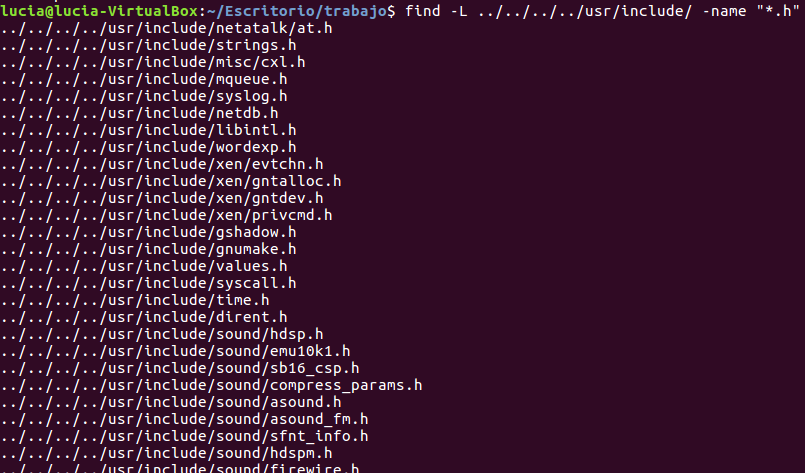 lucia@lucia-VirtualBox:~/Escritorio/trabajo$ find -L ../../../../usr/include/ -name "*.h"
../../../../usr/include/netatalk/at.h
../../../../usr/include/strings.h
../../../../usr/include/misc/cxl.h
../../../../usr/include/mqueue.h
../../../../usr/include/syslog.h
../../../../usr/include/netdb.h
../../../../usr/include/libintl.h
../../../../usr/include/wordexp.h
../../../../usr/include/xen/evtchn.h
../../../../usr/include/xen/gntalloc.h
../../../../usr/include/xen/gntdev.h
../../../../usr/include/xen/privcmd.h
../../../../usr/include/gshadow.h
../../../../usr/include/gnumake.h
../../../../usr/include/values.h
../../../../usr/include/syscall.h
../../../../usr/include/time.h
../../../../usr/include/dirent.h
../../../../usr/include/sound/hdsp.h
../../../../usr/include/sound/emu10k1.h
../../../../usr/include/sound/sb16_csp.h
../../../../usr/include/sound/compress_params.h
../../../../usr/include/sound/asound.h
../../../../usr/include/sound/asound_fm.h
../../../../usr/include/sound/sfnt_info.h
../../../../usr/include/sound/hdspm.h
../../../../usr/include/sound/firewire.h